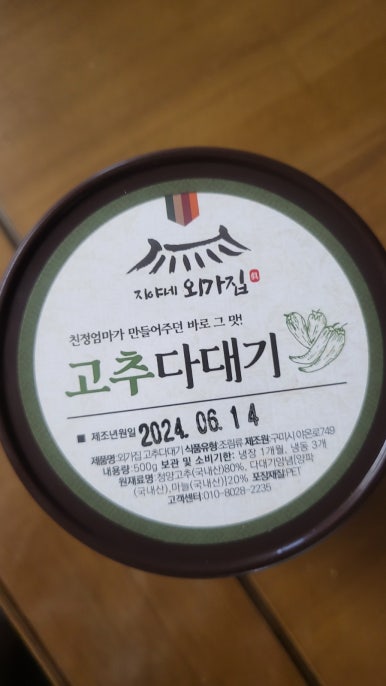 지야네 외가집
친정엄마가 만들어주던 바로 그 맛!
고추다대기
■ 제조년원일 2024. 06. 14
제품명:외가집 고추다대기 식품유형:조림류 제조원:구미시 야은로749
내용량:500g 보관 및 소비기한: 냉장 1개월, 냉동 3개
원재료명:청양고추(국내산)80%, 다대기양념[양파
(국내산),마늘(국내산)]20% 포장재질:PET
고객센터:010-8028-2235